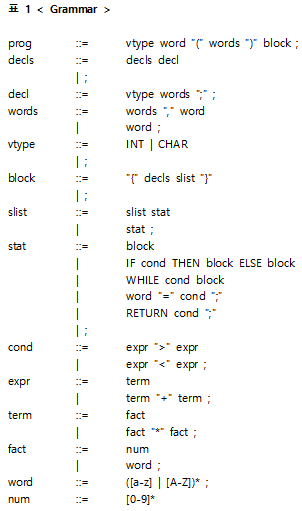 표 1 < Grammar >
prog ::= vtype word "(" words ")" block ;
decls ::= decls decl
| ;
decl ::= vtype words ";" ;
words ::= words "," word
| word ;
vtype ::= INT | CHAR
| ;
block ::= "{" decls slist "}"
| ;
slist ::= slist stat
| stat ;
stat ::= block
| IF cond THEN block ELSE block
| WHILE cond block
| word "=" cond ";"
| RETURN cond ";"
| ;
cond ::= expr ">" expr
| expr "<" expr ;
expr ::= term
| term "+" term ;
term ::= fact
| fact "*" fact ;
fact ::= num
| word ;
word ::= ([a-z] | [A-Z])* ;
num ::= [0-9]*